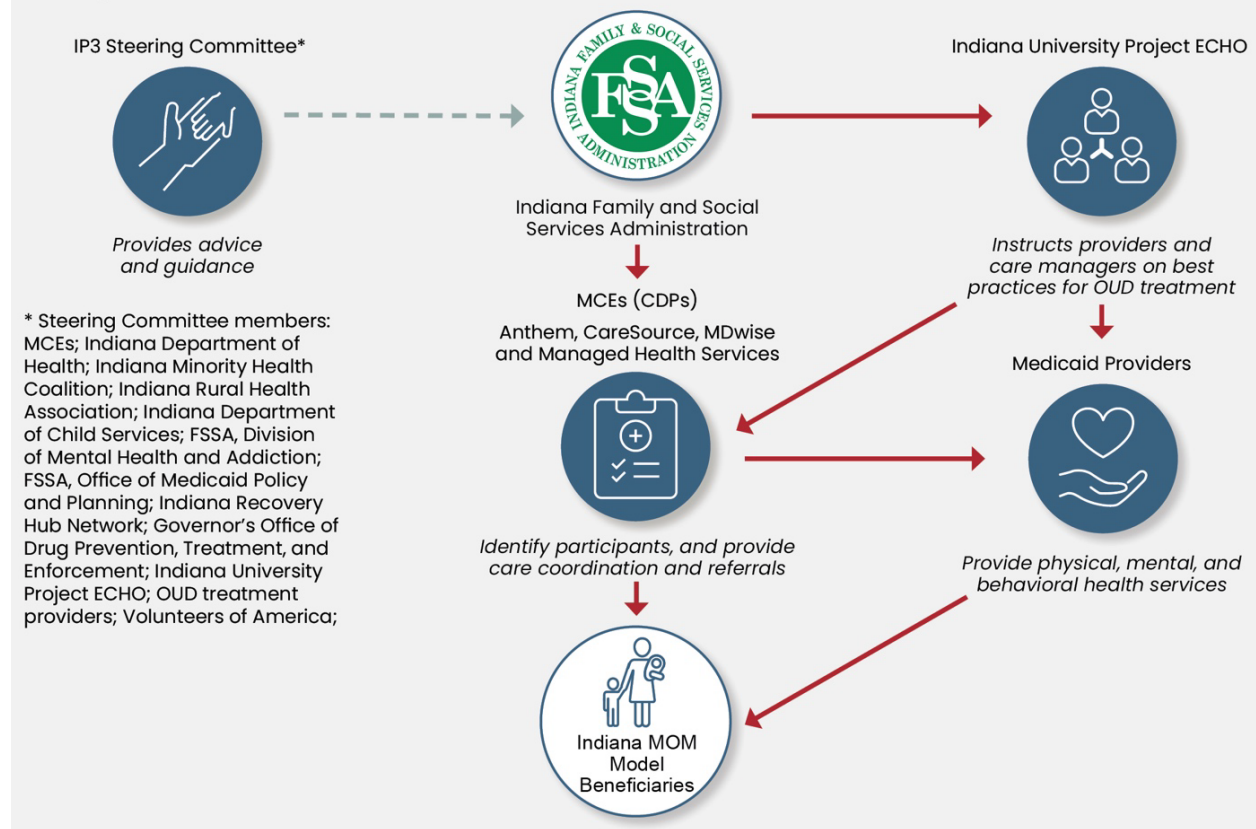 IP3 Steering Committee*
Provides advice
and guidance
* Steering Committee members:
MCEs; Indiana Department of
Health; Indiana Minority Health
Coalition; Indiana Rural Health
Association; Indiana Department
of Child Services; FSSA, Division
of Mental Health and Addiction;
FSSA, Office of Medicaid Policy
and Planning; Indiana Recovery
Hub Network; Governor’s Office of
Drug Prevention, Treatment, and
Enforcement; Indiana University
Project ECHO; OUD treatment
providers; Volunteers of America;
INDIANA FAMILY & SOCIAL SERVICES ADMINISTRATION
FSSA
Indiana Family and Social
Services Administration
MCEs (CDPs)
Anthem, CareSource, MDwise
and Managed Health Services
Identify participants, and provide
care coordination and referrals
Indiana MOM
Model
Beneficiaries
Indiana University Project ECHO
Instructs providers and
care managers on best
practices for OUD treatment
Medicaid Providers
Provide physical, mental, and
behavioral health services